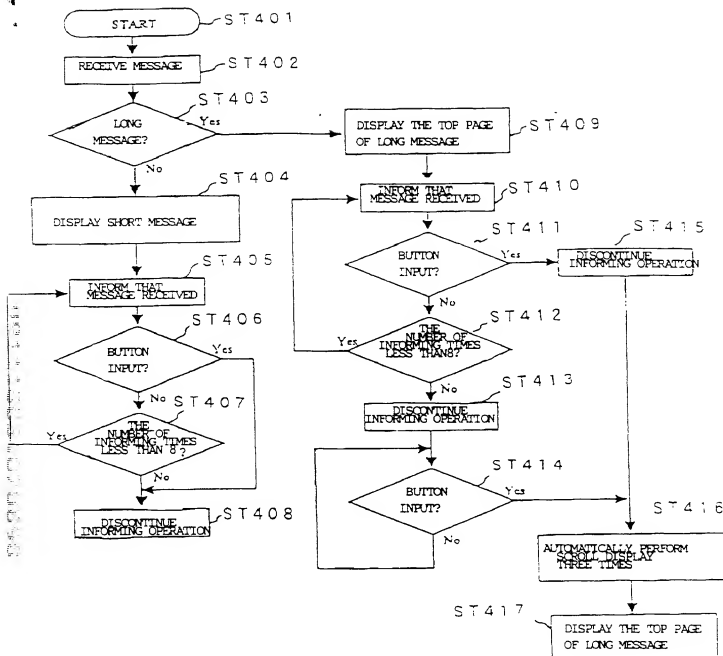 START
ST401
RECEIVE MESSAGE
ST402
ST403
LONG
MESSAGE?
Yes
No
ST404
DISPLAY SHORT MESSAGE
ST405
INFORM THAT
MESSAGE RECEIVED
ST406
BUTTON
INPUT?
Yes
No
ST407
THE
NUMBER OF
INFORMING TIMES
LESS THAN 8?
Yes
No
DISCONTINUE
INFORMING OPERATION
ST408
DISPLAY THE TOP PAGE
OF LONG MESSAGE
ST409
INFORM THAT
MESSAGE RECEIVED
ST410
ST411
BUTTON
INPUT?
Yes
No
ST415
DISCONTINUE
INFORMING OPERATION
ST412
THE
NUMBER OF
INFORMING TIMES
LESS THAN8?
Yes
No
ST413
DISCONTINUE
INFORMING OPERATION
ST414
BUTTON
INPUT?
Yes
No
ST416
AUTOMATICALLY PERFORM
SCROLL DISPLAY
THREE TIMES
ST417
DISPLAY THE TOP PAGE
OF LONG MESSAGE